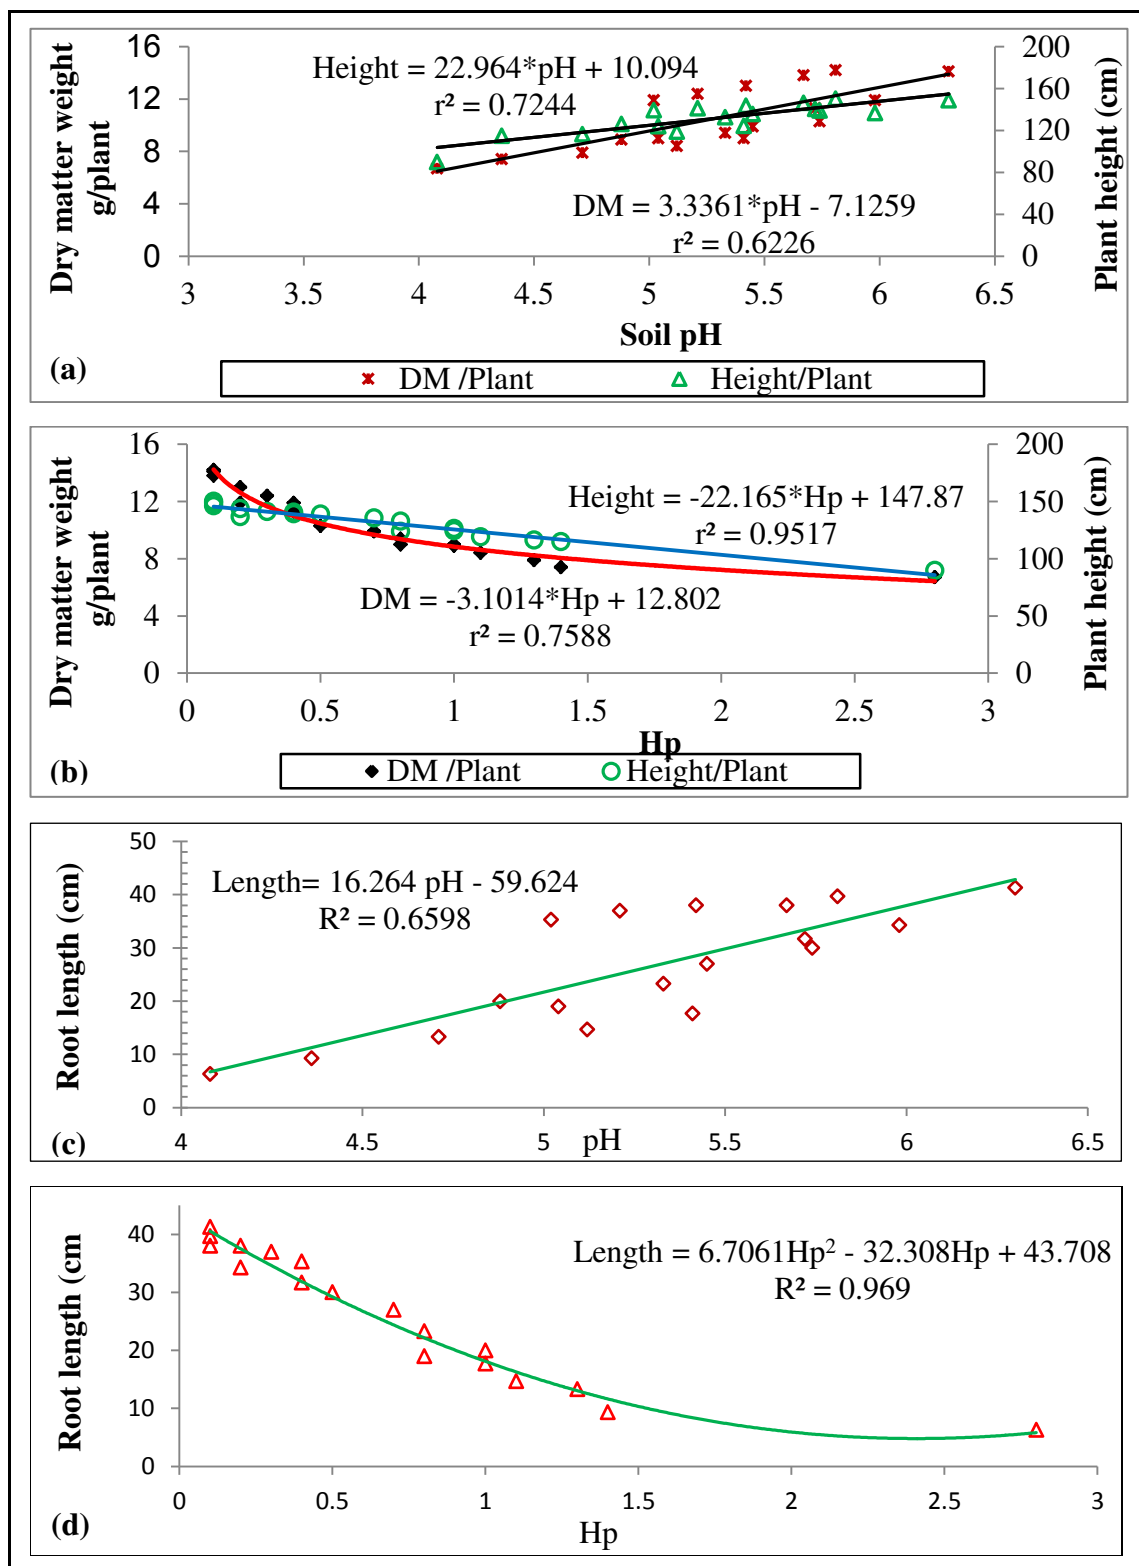 Dry matter weight
g/plant
16
12
8
4
0
Height = 22.964*pH + 10.094
r² = 0.7244
DM = 3.3361*pH - 7.1259
r² = 0.6226
200
160
120
80
40
0
Plant height (cm)
3 3.5 4 4.5 5 5.5 6 6.5
Soil pH
(a)
DM /Plant Height/Plant
Dry matter weight
g/plant
16
12
8
4
0
Height = -22.165*Hp + 147.87
r² = 0.9517
DM = -3.1014*Hp + 12.802
r² = 0.7588
200
150
100
50
0
Plant height (cm)
0 0.5 1 1.5 2 2.5 3
Hp
(b)
DM /Plant Height/Plant
Root length (cm)
50
40
30
20
10
0
Length= 16.264 pH - 59.624
R² = 0.6598
4 4.5 5 5.5 6 6.5
pH
(c)
Root length (cm
40
30
20
10
0
Length = 6.7061Hp² - 32.308Hp + 43.708
R² = 0.969
0 0.5 1 1.5 2 2.5 3
Hp
(d)